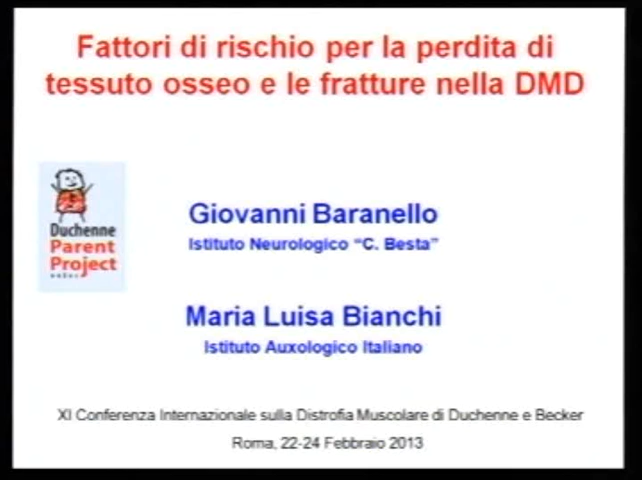 Fattori di rischio per la perdita di
tessuto osseo e le fratture nella DMD
Duchenne
Parent
Project
Giovanni Baranello
Istituto Neurologico “C. Besta”
Maria Luisa Bianchi
Istituto Auxologico Italiano
XI Conferenza Internazionale sulla Distrofia Muscolare di Duchenne e Becker
Roma, 22-24 Febbraio 2013